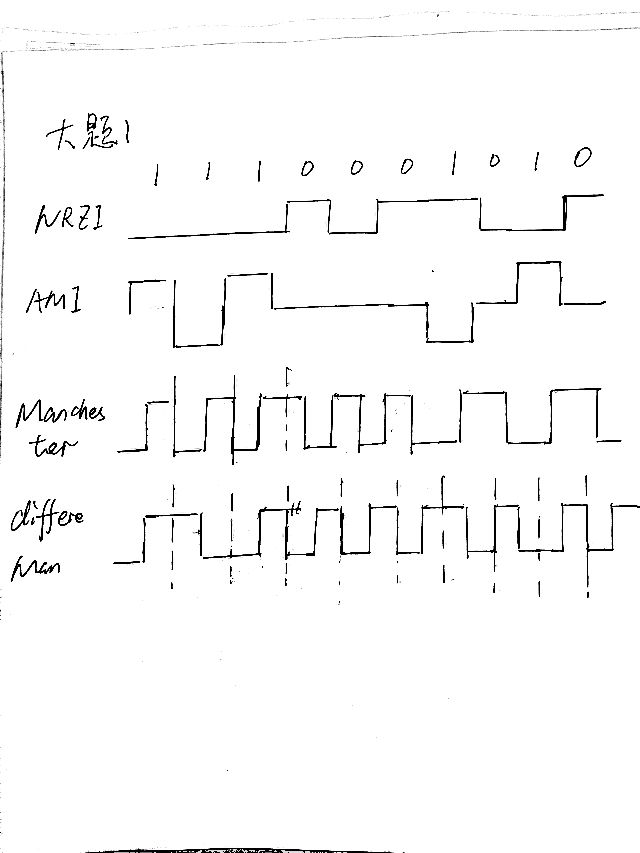 大题1
1 1 1 0 0 0 1 0 1 0
NRZI
AMI
Manches
ter
differe
Man